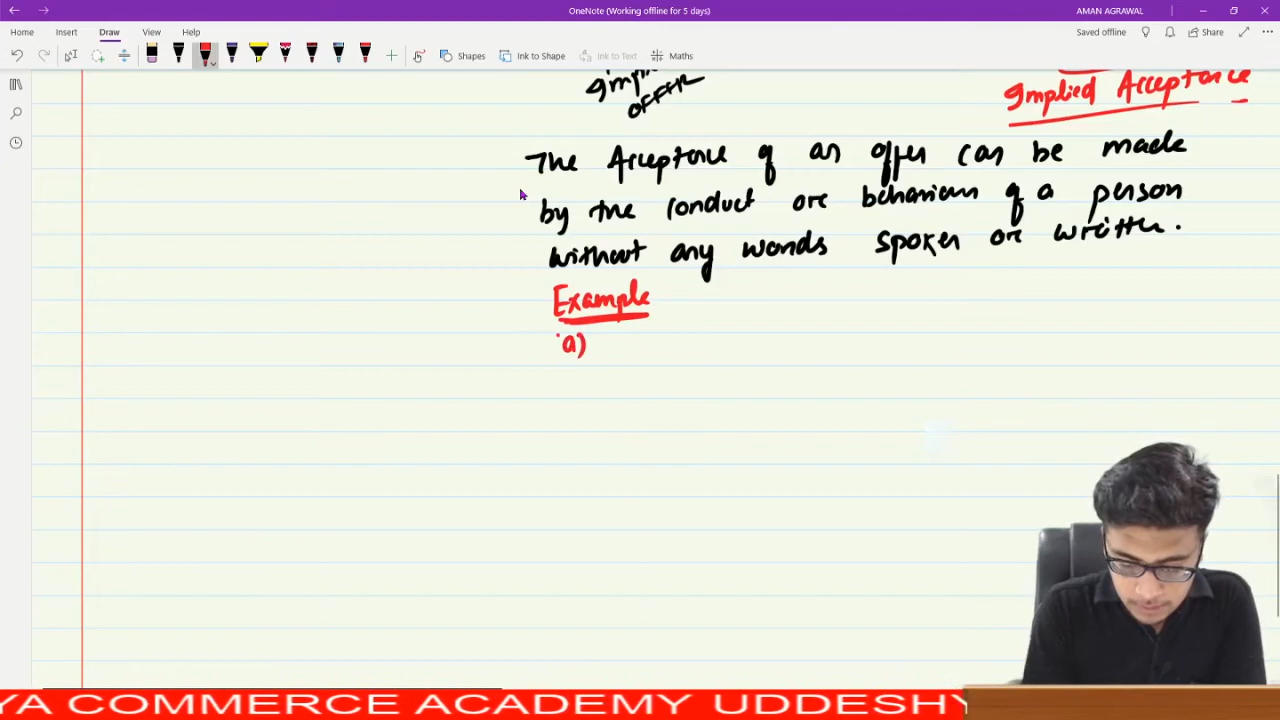 OneNote (Working offline for 5 days)
AMAN AGRAWAL
Home Insert Draw View Help
Saved offline
Share
Shapes
Ink to Shape
Ink to Text
Maths
offer
Implied Acceptance
The Acceptance of an offer can be made
by the conduct or behaviour of a person
without any words spoken or written.
Example
a)
YA COMMERCE ACADEMY UDDESHY